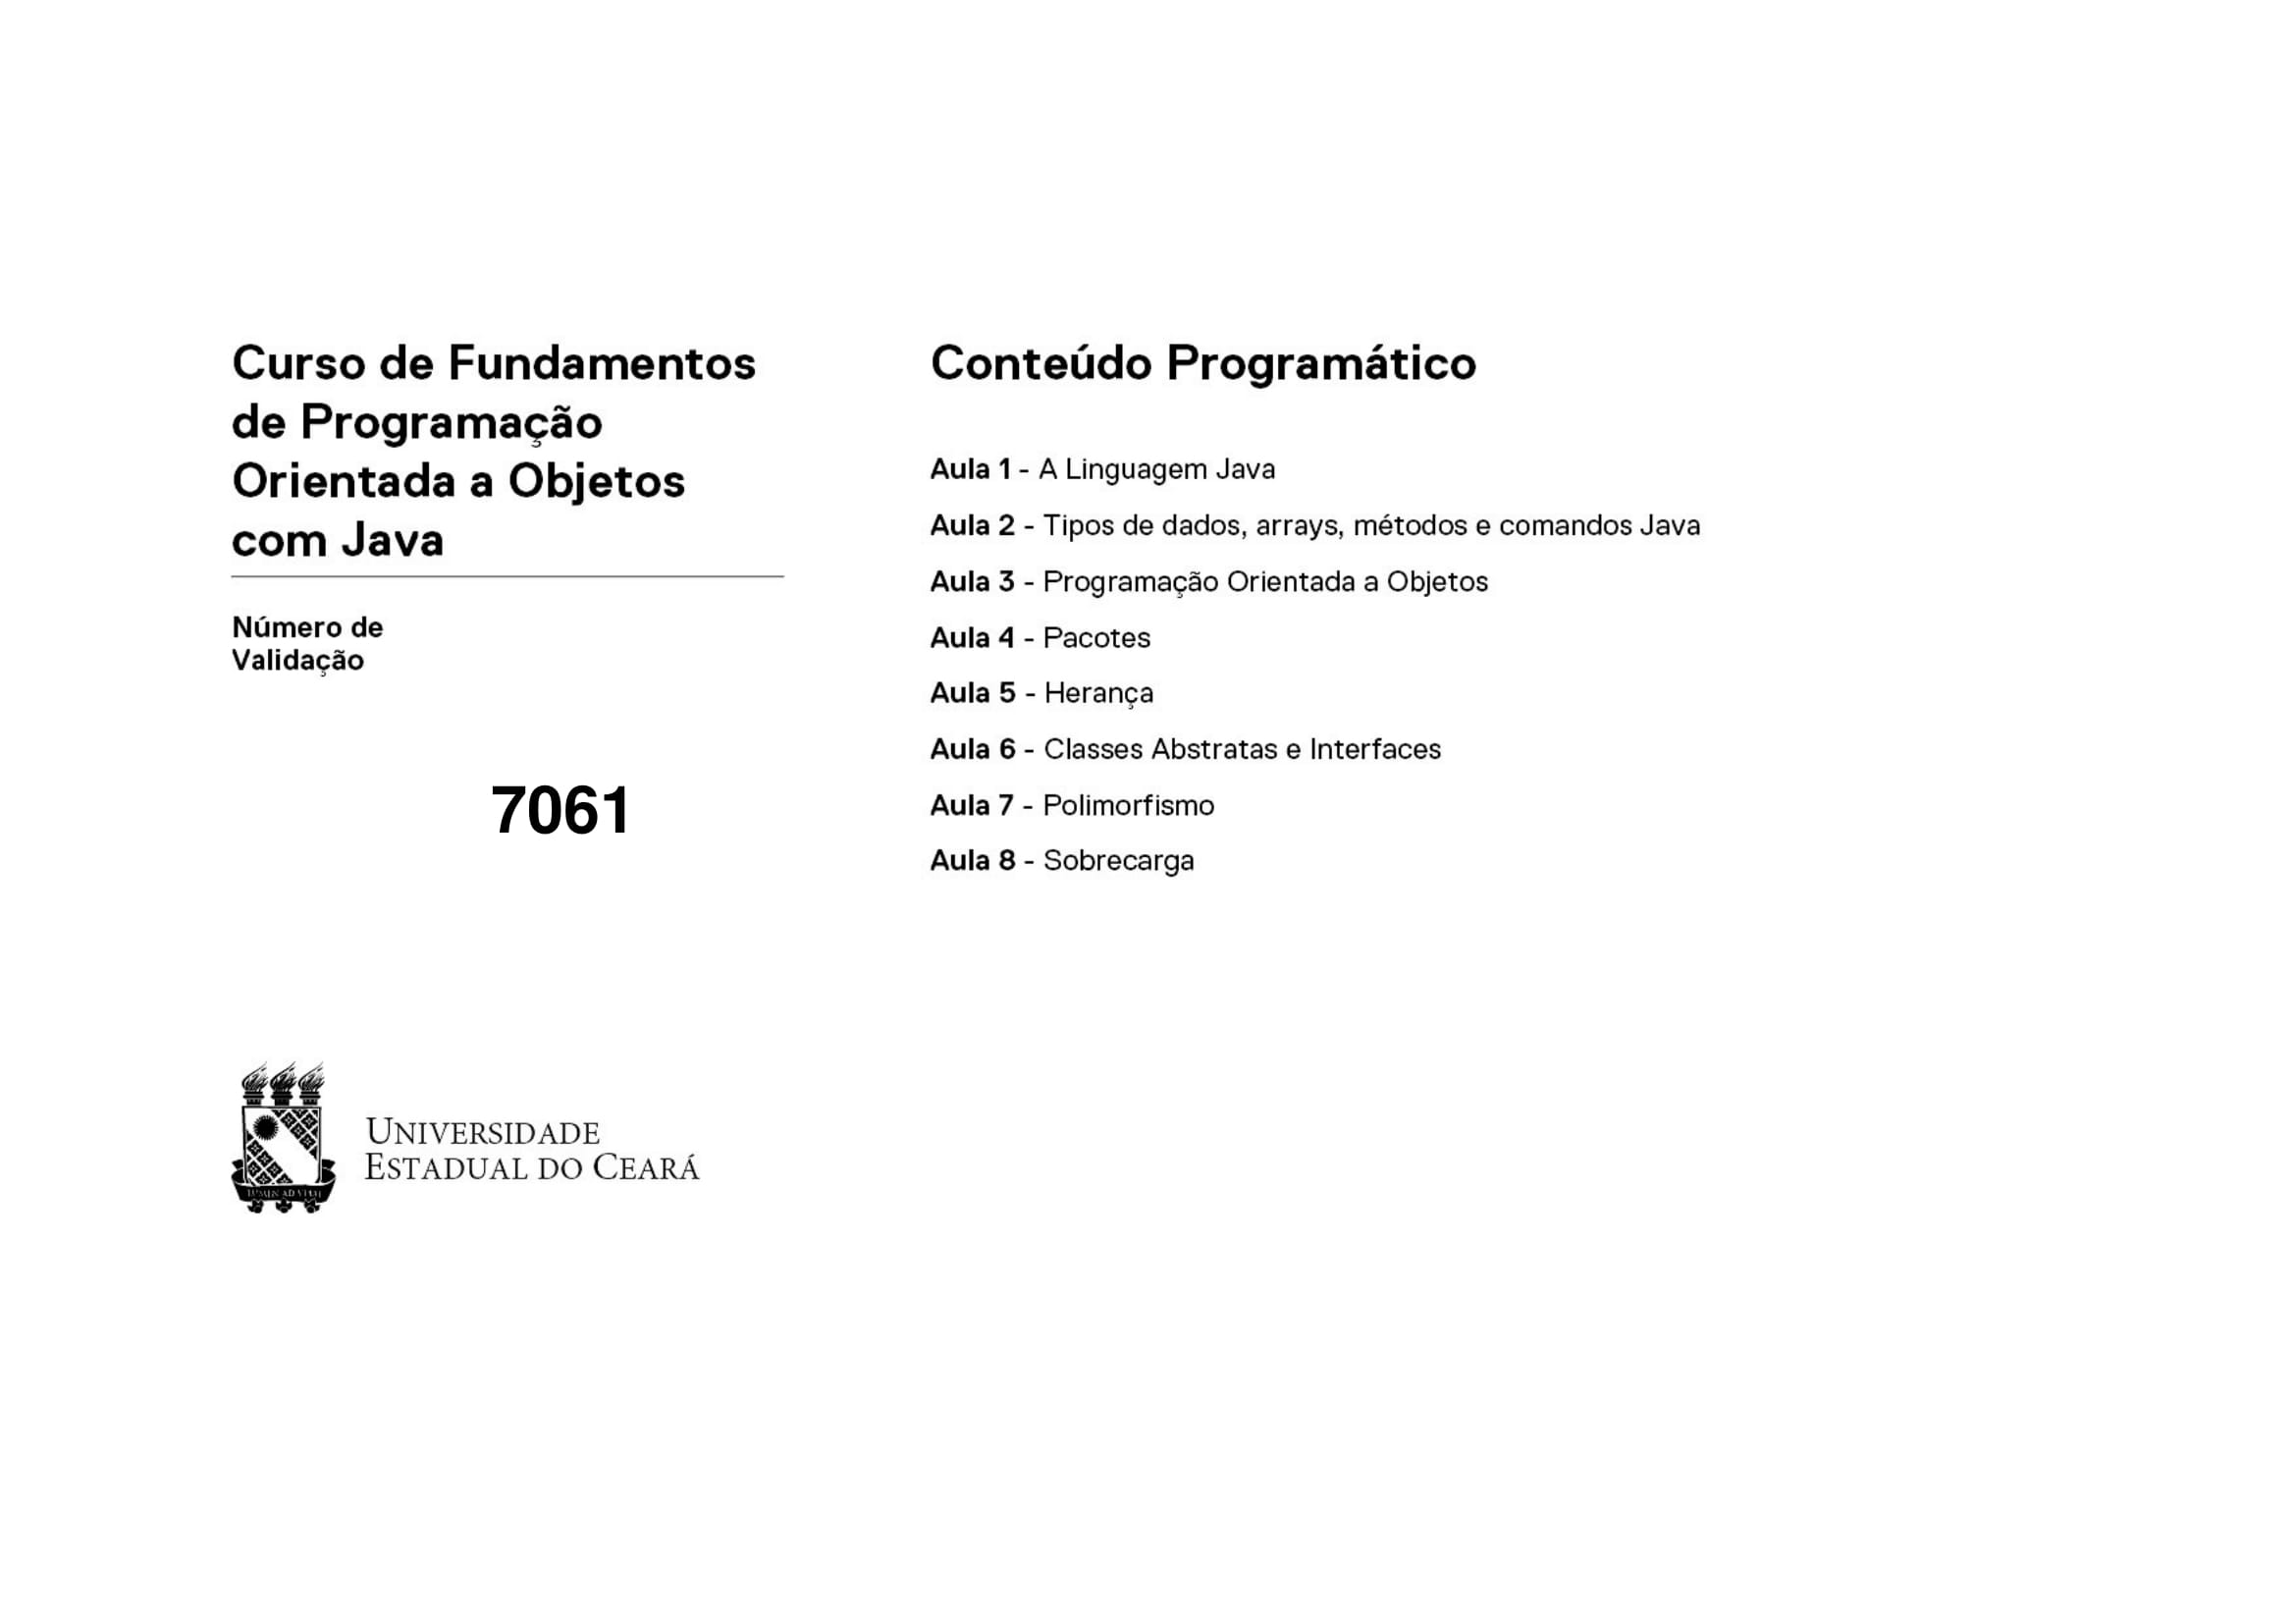 Curso de Fundamentos
de Programação
Orientada a Objetos
com Java
Número de
Validação
7061
Conteúdo Programático
Aula 1 - A Linguagem Java
Aula 2 - Tipos de dados, arrays, métodos e comandos Java
Aula 3 - Programação Orientada a Objetos
Aula 4 - Pacotes
Aula 5 - Herança
Aula 6 - Classes Abstratas e Interfaces
Aula 7 - Polimorfismo
Aula 8 - Sobrecarga
UNIVERSIDADE
ESTADUAL DO CEARÁ